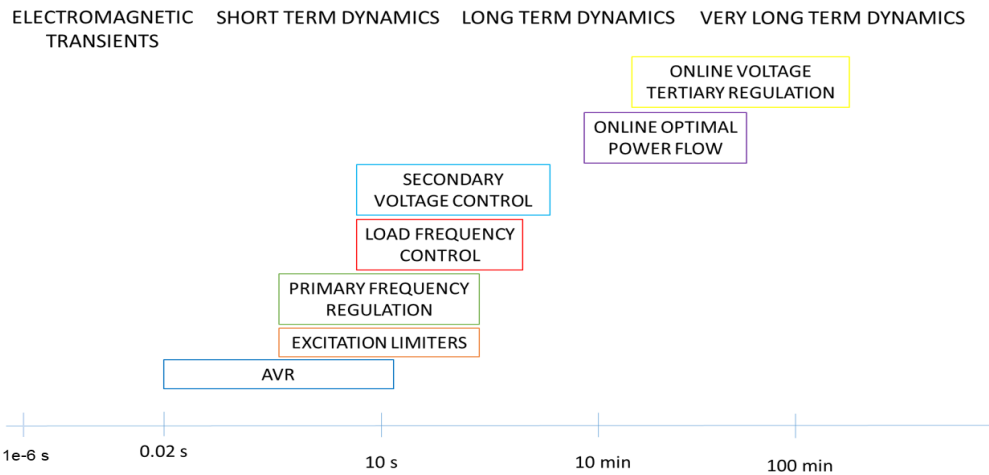 ELECTROMAGNETIC
TRANSIENTS
SHORT TERM DYNAMICS
LONG TERM DYNAMICS
VERY LONG TERM DYNAMICS
ONLINE VOLTAGE
TERTIARY REGULATION
ONLINE OPTIMAL
POWER FLOW
SECONDARY
VOLTAGE CONTROL
LOAD FREQUENCY
CONTROL
PRIMARY FREQUENCY
REGULATION
EXCITATION LIMITERS
AVR
1e-6 s
0.02 s
10 s
10 min
100 min